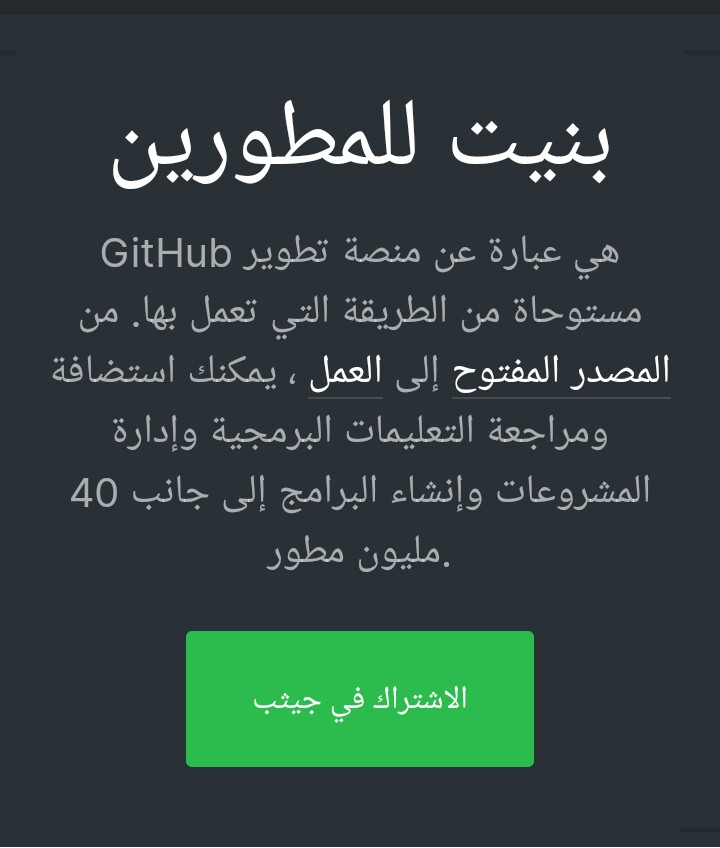 بنيت للمطورين
GitHub هي عبارة عن منصة تطوير
مستوحاة من الطريقة التي تعمل بها. من
المصدر المفتوح إلى العمل ، يمكنك استضافة
ومراجعة التعليمات البرمجية وإدارة
المشروعات وإنشاء البرامج إلى جانب 40
.مليون مطور
الاشتراك في جيثب